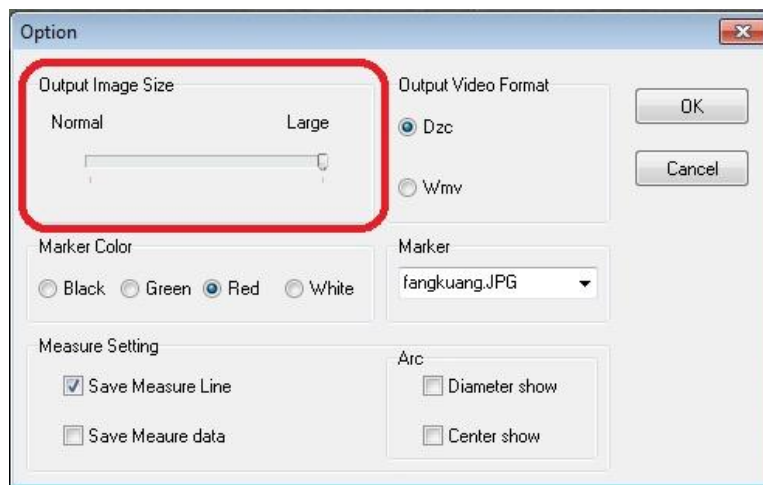 Option
Output Image Size
Normal Large
Output Video Format
Dzc
Wmv
OK
Cancel
Marker Color
Black Green Red White
Marker
fangkuang.JPG
Measure Setting
Save Measure Line
Save Meaure data
Arc
Diameter show
Center show